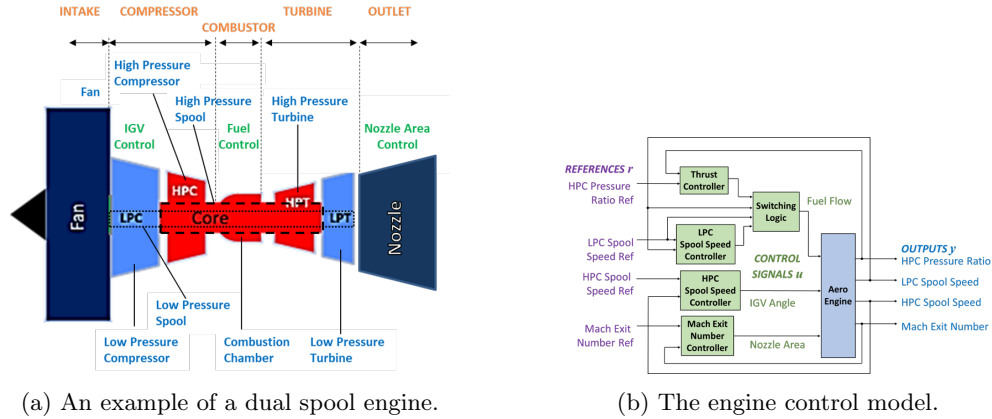 INTAKE COMPRESSOR TURBINE OUTLET
COMBUSTOR
High Pressure
Compressor
Fan
High Pressure
Spool
High Pressure
Turbine
IGV
Control
Fuel
Control
Nozzle Area
Control
HPC
HPT
Fan
LPC
Core
LPT
Nozzle
Low Pressure
Spool
Low Pressure
Compressor
Combustion
Chamber
Low Pressure
Turbine
(a) An example of a dual spool engine.
REFERENCES r
HPC Pressure
Ratio Ref
Thrust
Controller
Switching
Logic
Fuel Flow
LPC Spool
Speed Ref
LPC
Spool Speed
Controller
CONTROL
SIGNALS u
OUTPUTS y
HPC Pressure Ratio
LPC Spool Speed
HPC Spool
Speed Ref
HPC
Spool Speed
Controller
IGV Angle
Aero
Engine
HPC Spool Speed
Mach Exit
Number Ref
Mach Exit
Number
Controller
Nozzle Area
Mach Exit Number
(b) The engine control model.